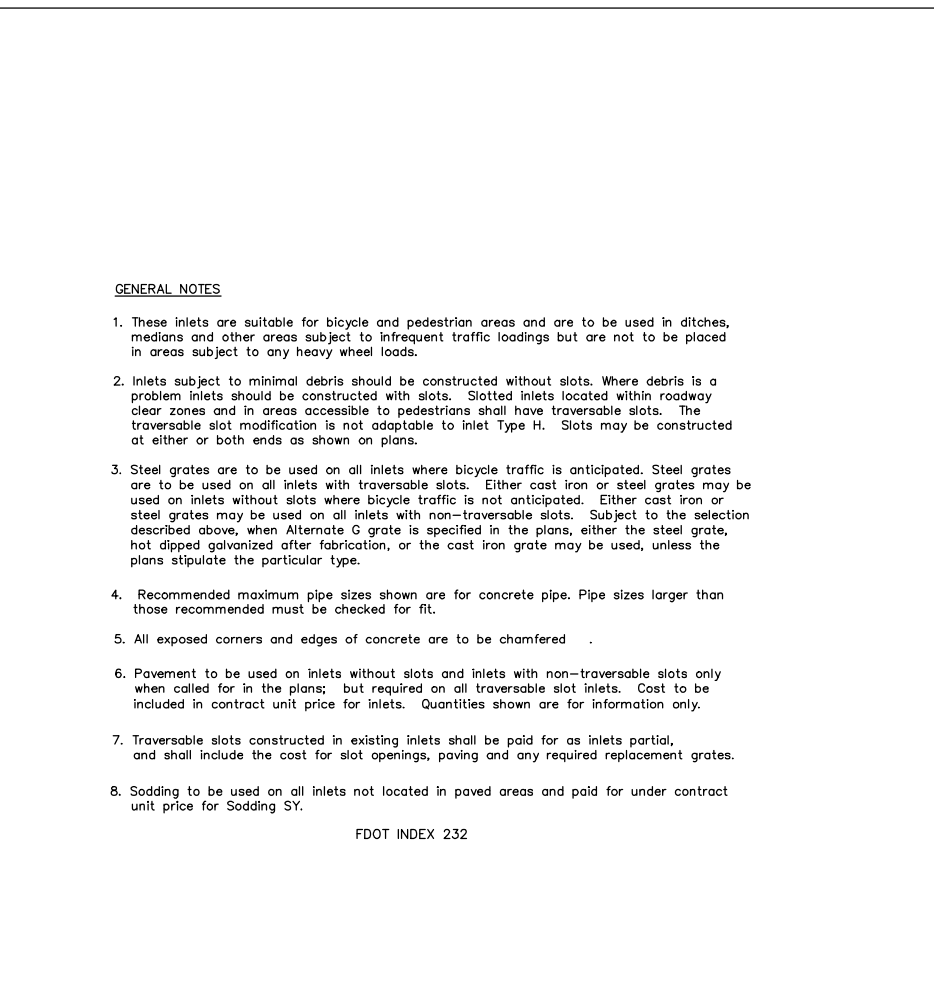 GENERAL NOTES
1. These inlets are suitable for bicycle and pedestrian areas and are to be used in ditches,
medians and other areas subject to infrequent traffic loadings but are not to be placed
in areas subject to any heavy wheel loads.
2. Inlets subject to minimal debris should be constructed without slots. Where debris is a
problem inlets should be constructed with slots. Slotted inlets located within roadway
clear zones and in areas accessible to pedestrians shall have traversable slots. The
traversable slot modification is not adaptable to inlet Type H. Slots may be constructed
at either or both ends as shown on plans.
3. Steel grates are to be used on all inlets where bicycle traffic is anticipated. Steel grates
are to be used on all inlets with traversable slots. Either cast iron or steel grates may be
used on inlets without slots where bicycle traffic is not anticipated. Either cast iron or
steel grates may be used on all inlets with non-traversable slots. Subject to the selection
described above, when Alternate G grate is specified in the plans, either the steel grate,
hot dipped galvanized after fabrication, or the cast iron grate may be used, unless the
plans stipulate the particular type.
4. Recommended maximum pipe sizes shown are for concrete pipe. Pipe sizes larger than
those recommended must be checked for fit.
5. All exposed corners and edges of concrete are to be chamfered .
6. Pavement to be used on inlets without slots and inlets with non-traversable slots only
when called for in the plans; but required on all traversable slot inlets. Cost to be
included in contract unit price for inlets. Quantities shown are for information only.
7. Traversable slots constructed in existing inlets shall be paid for as inlets partial,
and shall include the cost for slot openings, paving and any required replacement grates.
8. Sodding to be used on all inlets not located in paved areas and paid for under contract
unit price for Sodding SY.
FDOT INDEX 232